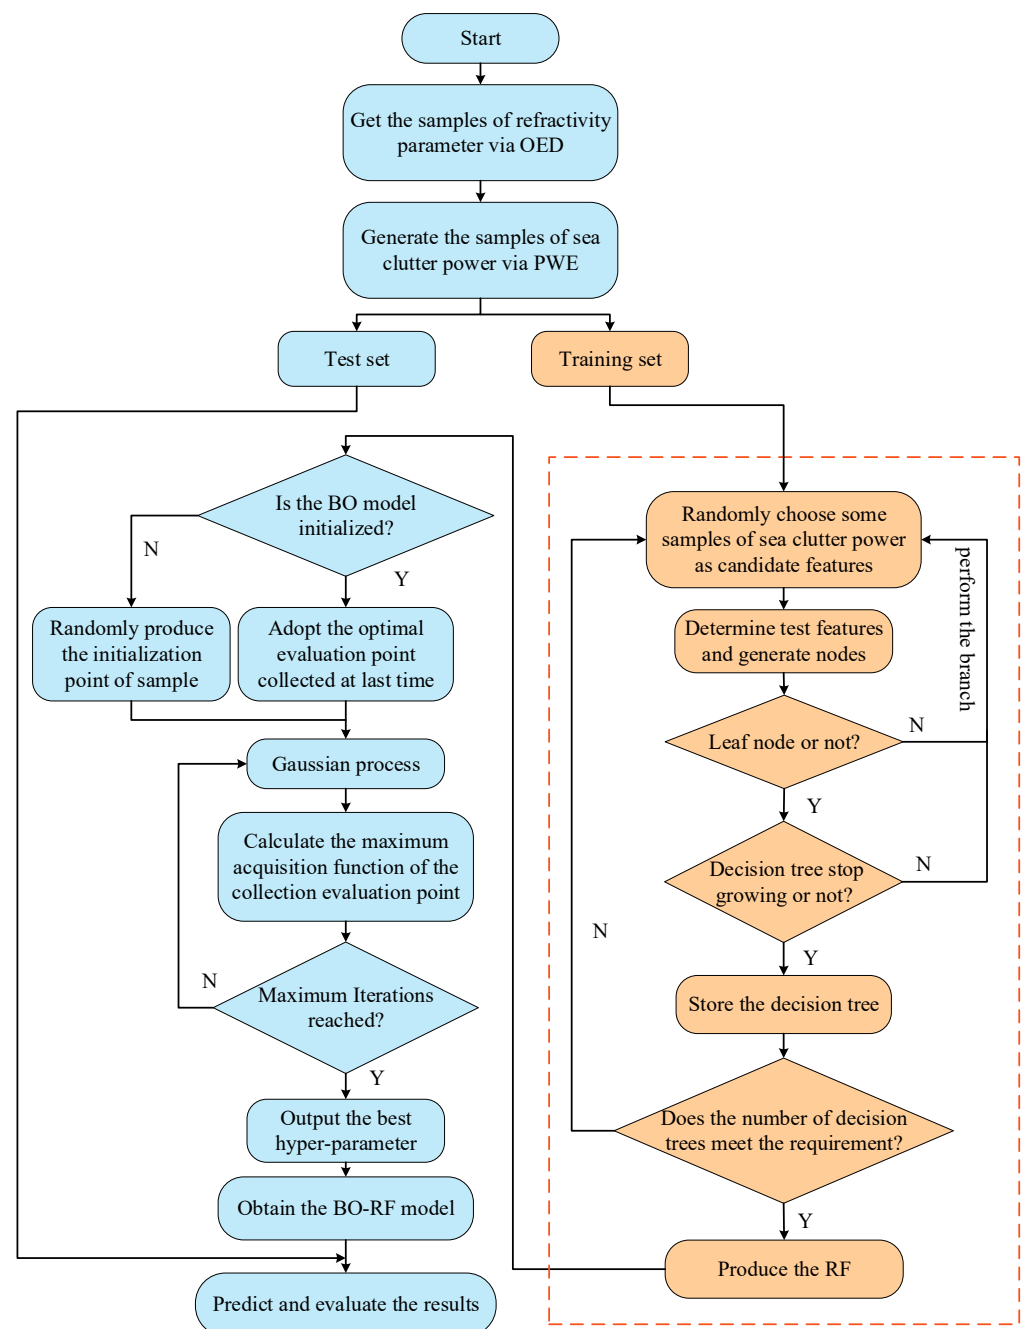 Start
Get the samples of refractivity
parameter via OED
Generate the samples of sea
clutter power via PWE
Test set
Training set
Is the BO model
initialized?
N
Y
Randomly produce
the initialization
point of sample
Adopt the optimal
evaluation point
collected at last time
Gaussian process
Calculate the maximum
acquisition function of the
collection evaluation point
N
Maximum Iterations
reached?
Y
Output the best
hyper-parameter
Obtain the BO-RF model
Predict and evaluate the results
Randomly choose some
samples of sea clutter power
as candidate features
perform the branch
Determine test features
and generate nodes
Leaf node or not?
N
Y
Decision tree stop
growing or not?
N
N
Y
Store the decision tree
Does the number of decision
trees meet the requirement?
Y
Produce the RF